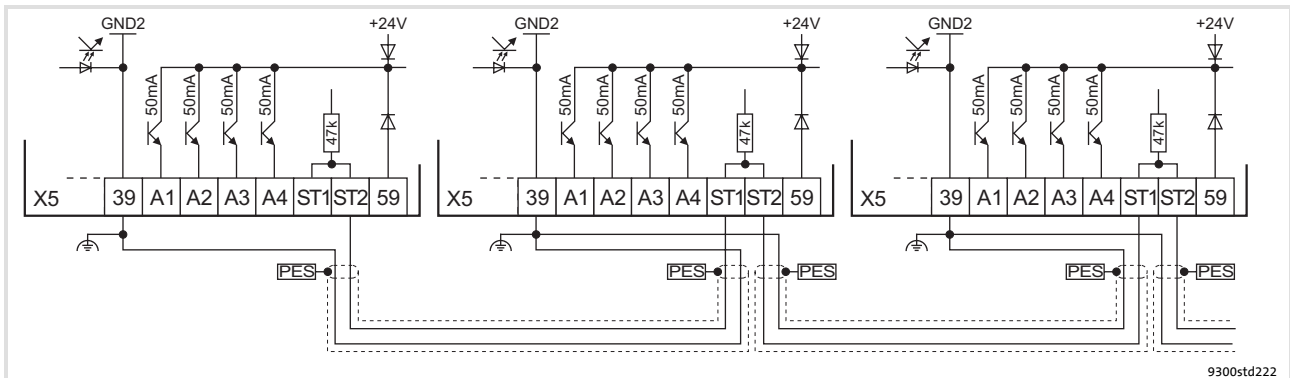 GND2 +24V GND2 +24V GND2 +24V
50mA 50mA 50mA 50mA 47k 50mA 50mA 50mA 50mA 47k 50mA 50mA 50mA 50mA 47k
X5 39 A1 A2 A3 A4 ST1 ST2 59 X5 39 A1 A2 A3 A4 ST1 ST2 59 X5 39 A1 A2 A3 A4 ST1 ST2 59
PES PES PES PES PES
9300std222